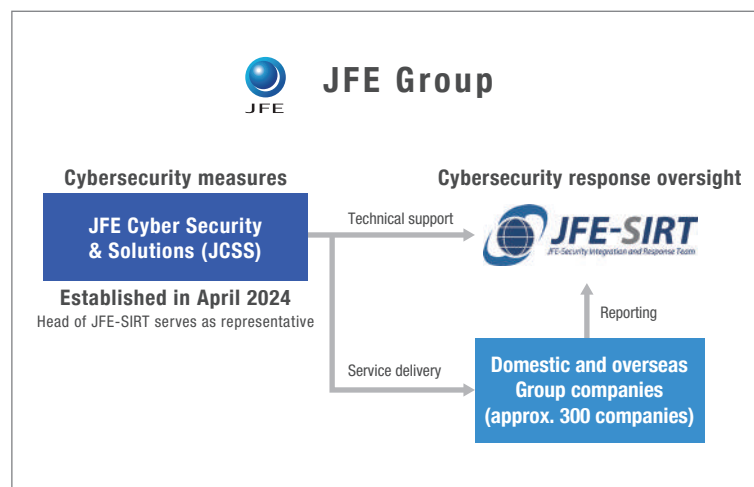 JFE
JFE Group
Cybersecurity measures
JFE Cyber Security
& Solutions (JCSS)
Established in April 2024
Head of JFE-SIRT serves as representative
Technical support
Cybersecurity response oversight
JFE-SIRT
JFE-Security Integration and Response Team
Reporting
Service delivery
Domestic and overseas
Group companies
(approx. 300 companies)